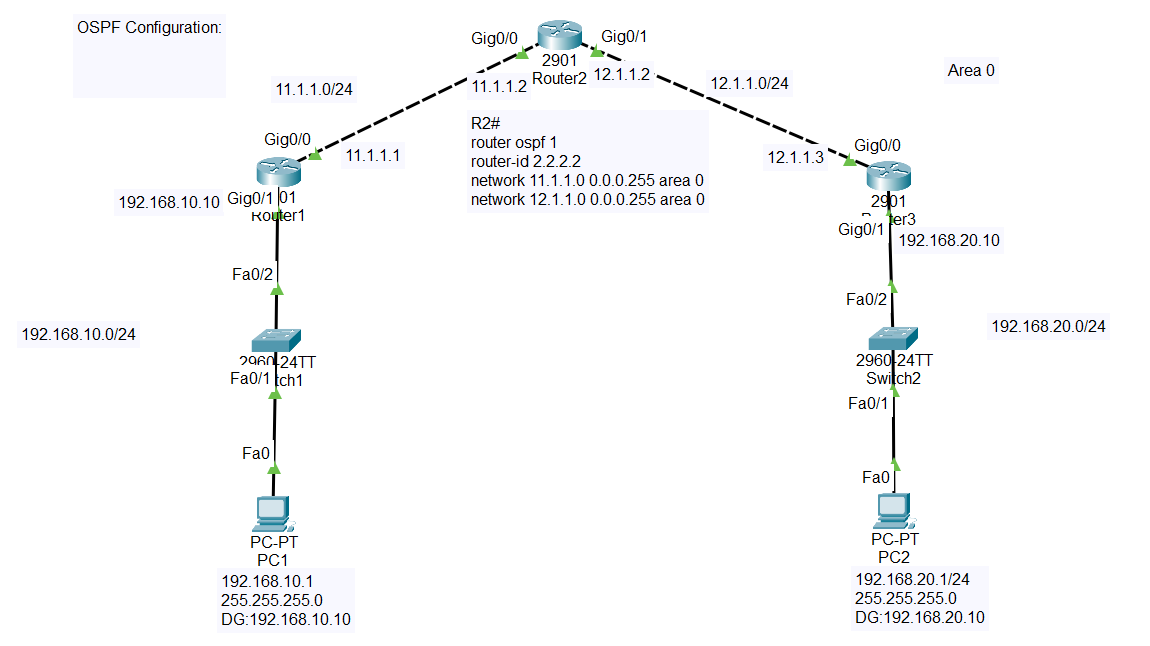 OSPF Configuration:
Gig0/0
Gig0/1
2901
Router2
11.1.1.2
12.1.1.2
11.1.1.0/24
12.1.1.0/24
Area 0
R2#
router ospf 1
router-id 2.2.2.2
network 11.1.1.0 0.0.0.255 area 0
network 12.1.1.0 0.0.0.255 area 0
Gig0/0
11.1.1.1
192.168.10.10
Gig0/1 01
Router1
Gig0/0
12.1.1.3
2901
ter3
Gig0/1
192.168.20.10
Fa0/2
192.168.10.0/24
2960-24TT
Fa0/1
tch1
Fa0
PC-PT
PC1
192.168.10.1
255.255.255.0
DG:192.168.10.10
Fa0/2
192.168.20.0/24
2960-24TT
Switch2
Fa0/1
Fa0
PC-PT
PC2
192.168.20.1/24
255.255.255.0
DG:192.168.20.10